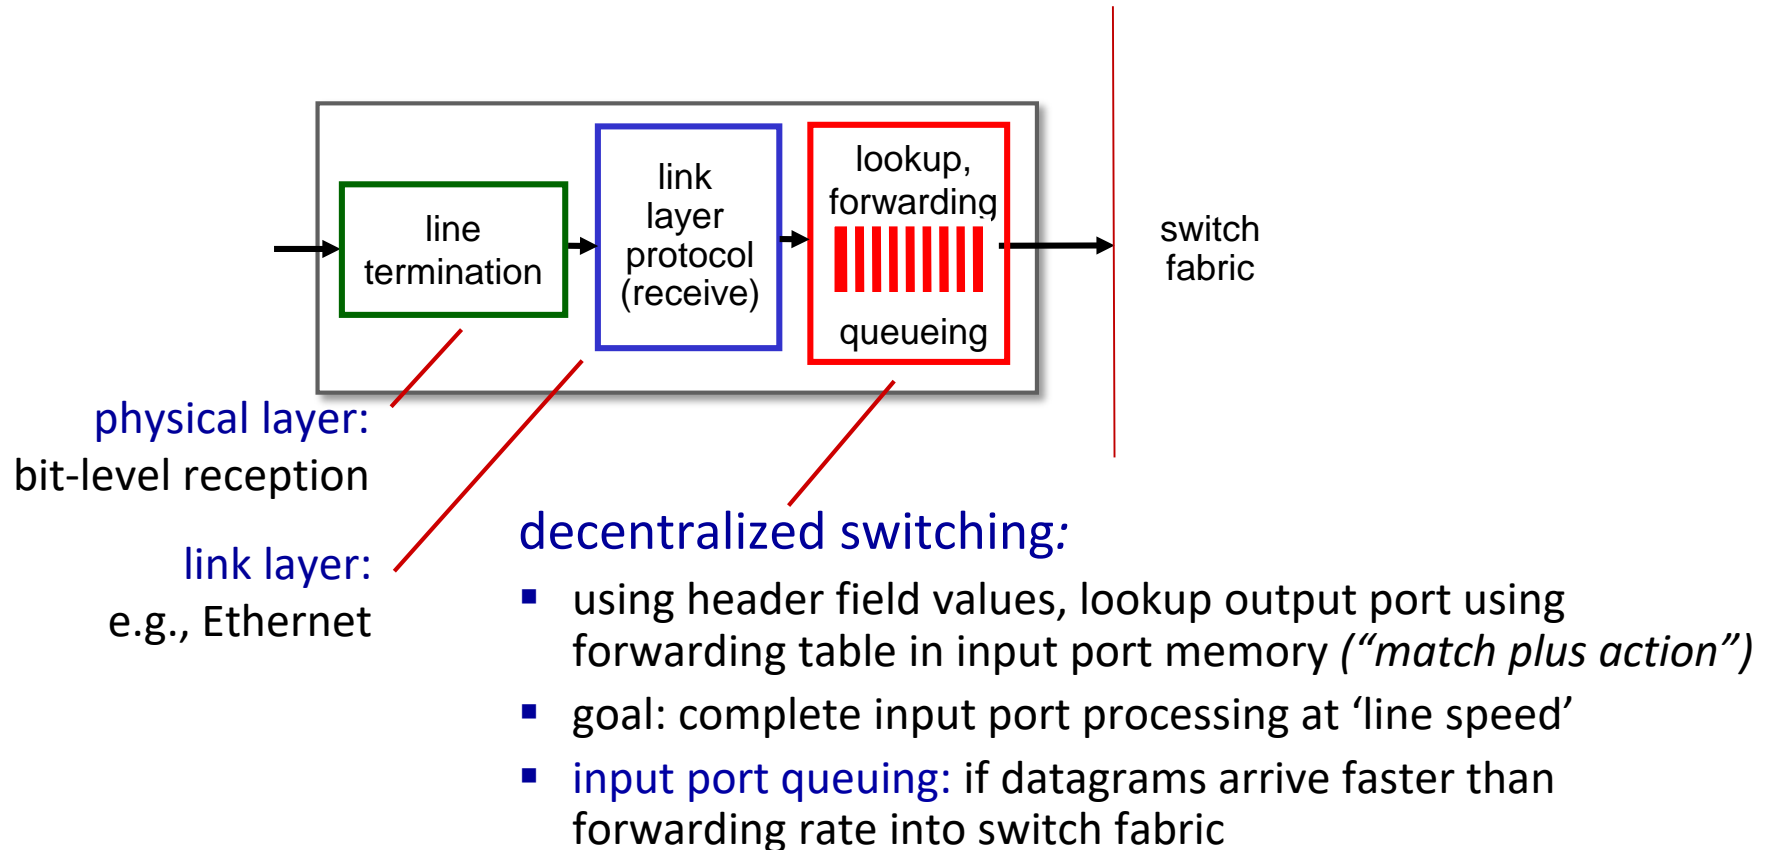 line
termination
link
layer
protocol
(receive)
lookup,
forwarding
queueing
switch
fabric
physical layer:
bit-level reception
link layer:
e.g., Ethernet
decentralized switching:
▪ using header field values, lookup output port using
forwarding table in input port memory (“match plus action”)
▪ goal: complete input port processing at ‘line speed’
▪ input port queuing: if datagrams arrive faster than
forwarding rate into switch fabric